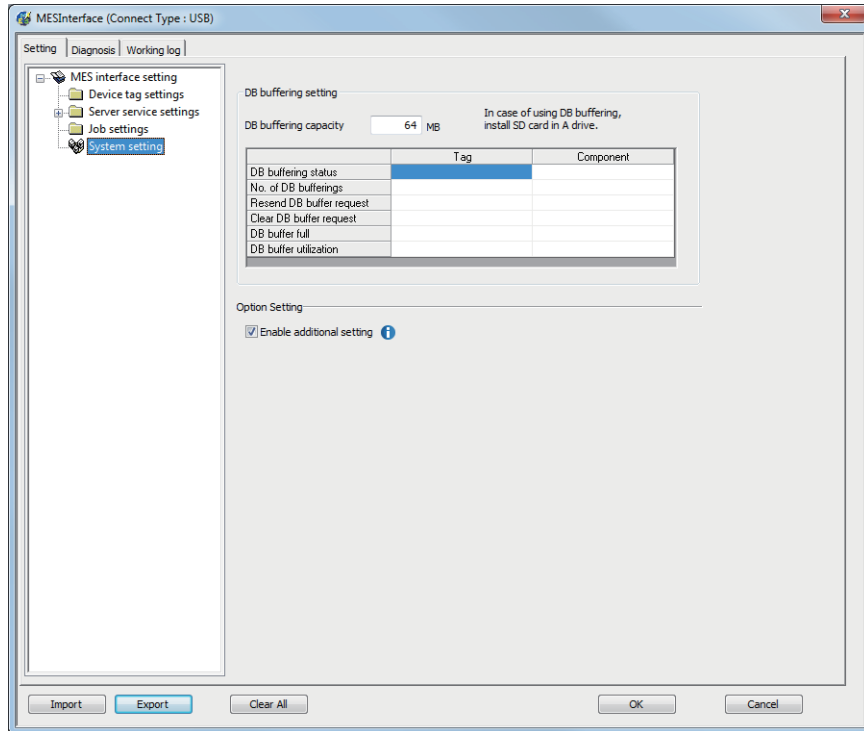 MESInterface (Connect Type : USB)
Setting Diagnosis Working log
MES interface setting
Device tag settings
Server service settings
Job settings
System setting
DB buffering setting
DB buffering capacity 64 MB
In case of using DB buffering,
install SD card in A drive.
Tag Component
DB buffering status
No. of DB bufferings
Resend DB buffer request
Clear DB buffer request
DB buffer full
DB buffer utilization
Option Setting
Enable additional setting
Import Export Clear All OK Cancel